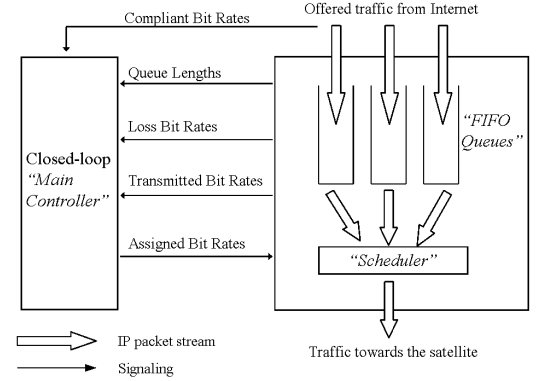 Offered traffic from Internet
Compliant Bit Rates
Queue Lengths
Loss Bit Rates
Transmitted Bit Rates
Assigned Bit Rates
Closed-loop
“Main
Controller”
“FIFO
Queues”
“Scheduler”
IP packet stream
Signaling
Traffic towards the satellite